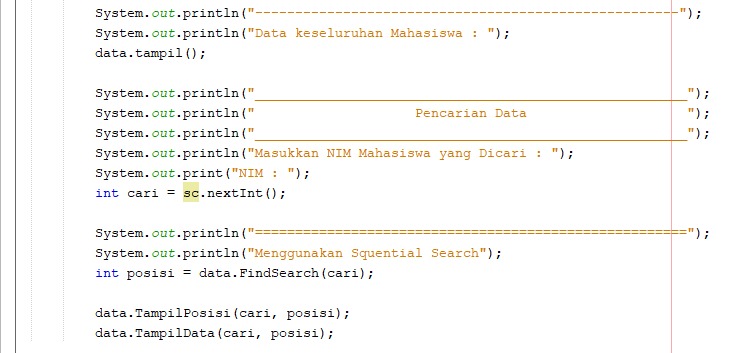 System.out.println("-----------------------------------------------------");
System.out.println("Data keseluruhan Mahasiswa : ");
data.tampil();
System.out.println("______________________________________________________");
System.out.println("                    Pencarian Data                    ");
System.out.println("______________________________________________________");
System.out.println("Masukkan NIM Mahasiswa yang Dicari : ");
System.out.print("NIM : ");
int cari = sc.nextInt();
System.out.println("======================================================");
System.out.println("Menggunakan Squential Search");
int posisi = data.FindSearch(cari);
data.TampilPosisi(cari, posisi);
data.TampilData(cari, posisi);